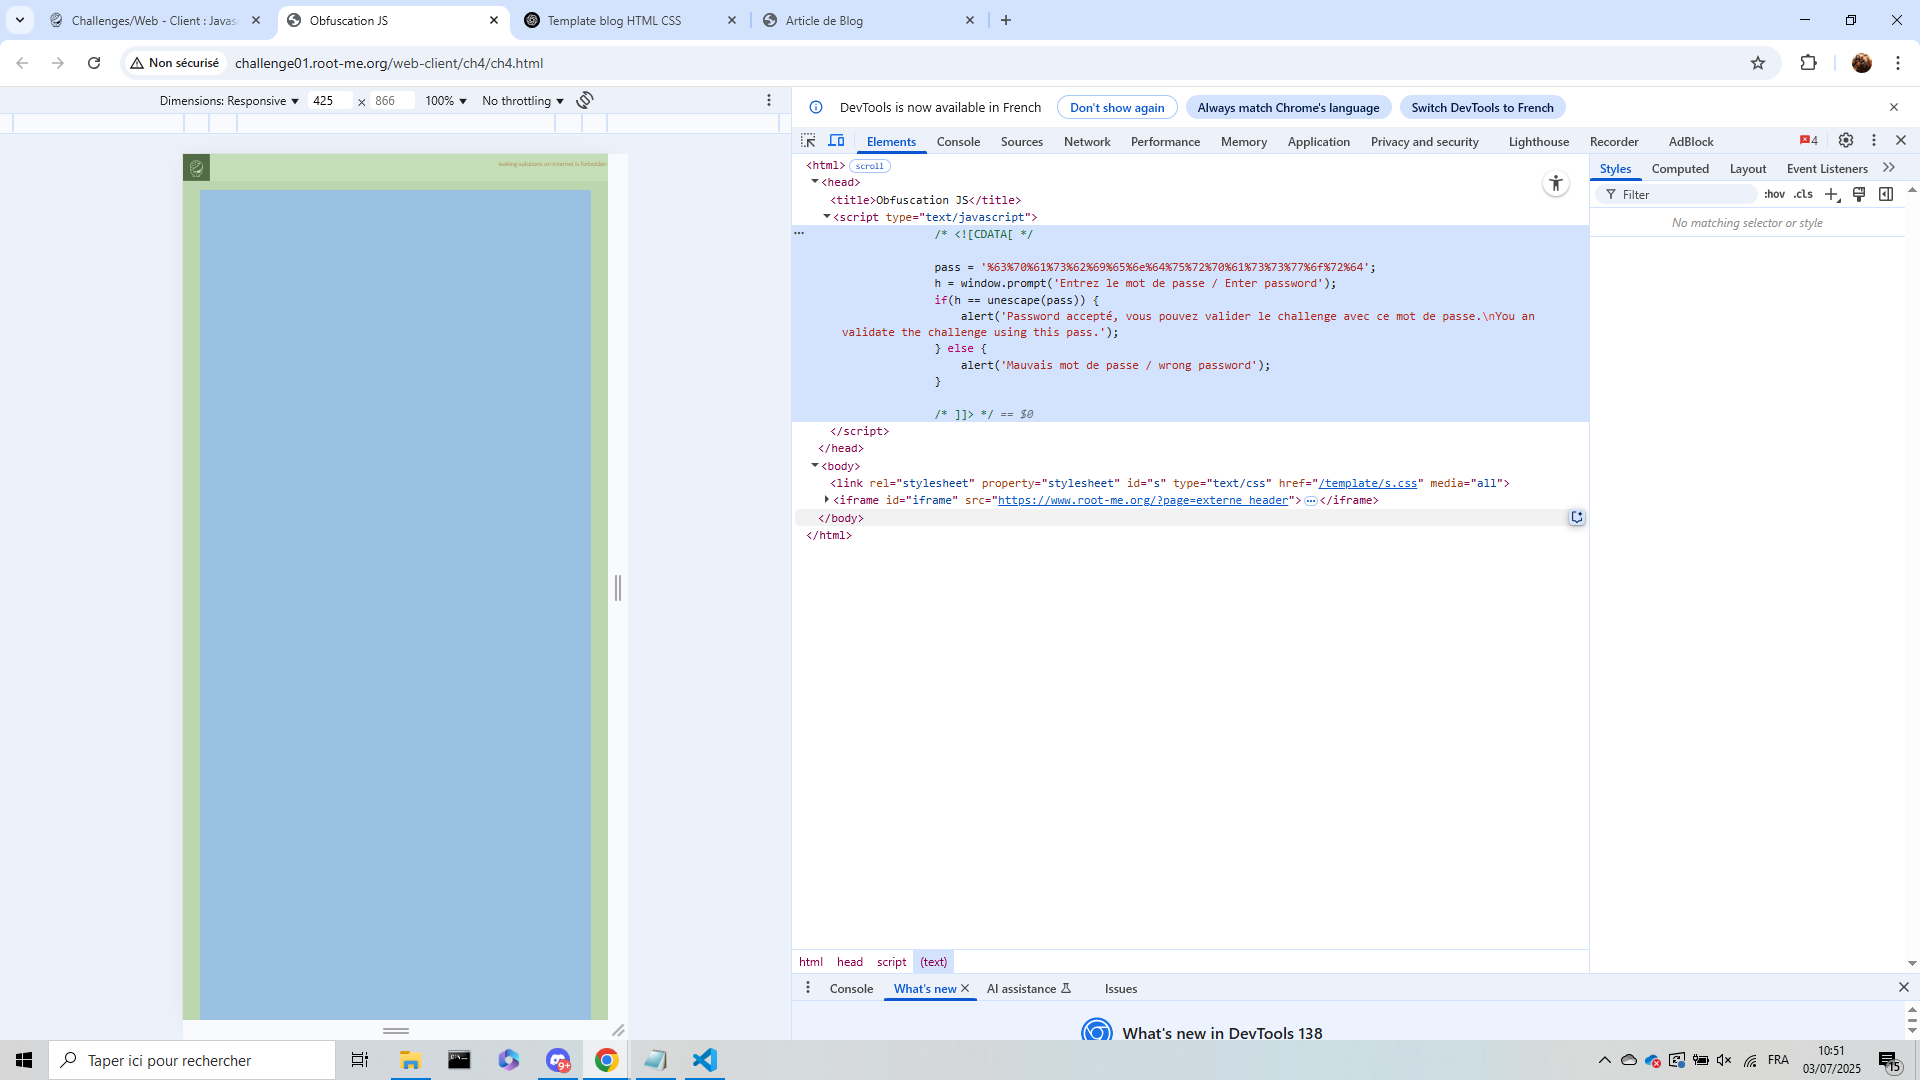 Challenges/Web - Client : Javas
Obfuscation JS
Template blog HTML CSS
Article de Blog
Non sécurisé
challenge01.root-me.org/web-client/ch4/ch4.html
Dimensions: Responsive
425
×
866
100%
No throttling
DevTools is now available in French
Don't show again
Always match Chrome's language
Switch DevTools to French
Elements
Console
Sources
Network
Performance
Memory
Application
Privacy and security
Lighthouse
Recorder
AdBlock
4
Seeking solutions on Internet is forbidden
<html> scroll
<head>
<title>Obfuscation JS</title>
<script type="text/javascript">
/* <![CDATA[ */
pass = '%63%70%61%73%62%69%65%6e%64%75%72%70%61%73%73%77%6f%72%64';
h = window.prompt('Entrez le mot de passe / Enter password');
if(h == unescape(pass)) {
alert('Password accepté, vous pouvez valider le challenge avec ce mot de passe.\nYou an
validate the challenge using this pass.');
} else {
alert('Mauvais mot de passe / wrong password');
}
/* ]]> */ == $0
</script>
</head>
<body>
<link rel="stylesheet" property="stylesheet" id="s" type="text/css" href="/template/s.css" media="all">
<iframe id="iframe" src="https://www.root-me.org/?page=externe_header">…</iframe>
</body>
</html>
Styles
Computed
Layout
Event Listeners
Filter
:hov
.cls
No matching selector or style
html
head
script
(text)
Console
What's new
AI assistance
Issues
What's new in DevTools 138
Taper ici pour rechercher
9+
FRA
10:51
03/07/2025
15